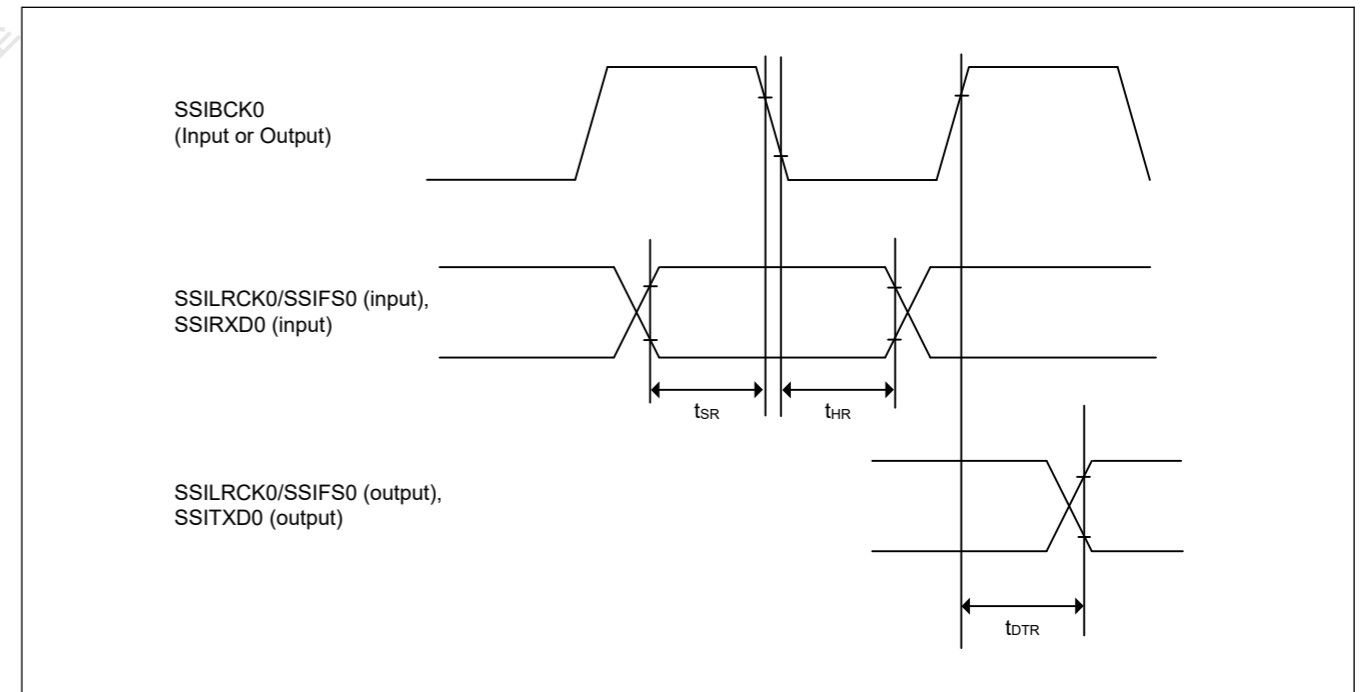 SSIBCK0
(Input or Output)
SSILRCK0/SSIFS0 (input),
SSIRXD0 (input)
tSR
tHR
SSILRCK0/SSIFS0 (output),
SSITXD0 (output)
tDTR